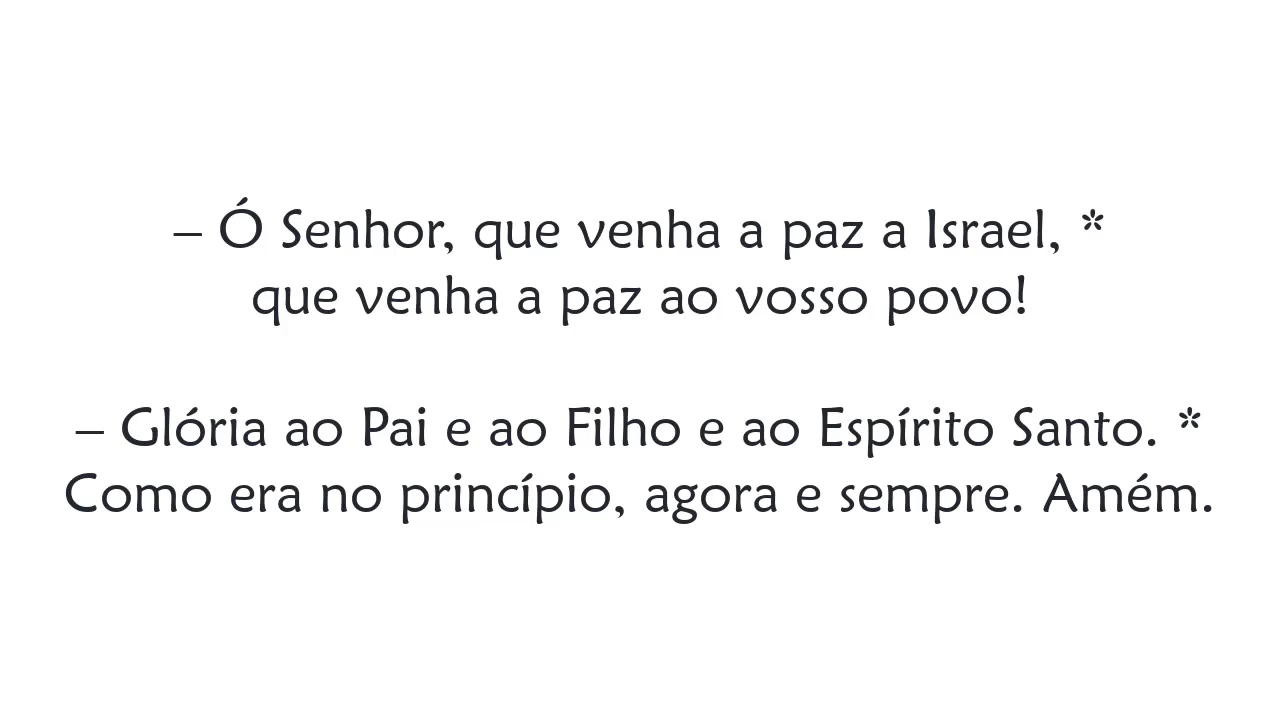 – Ó Senhor, que venha a paz a Israel, *
que venha a paz ao vosso povo!
– Glória ao Pai e ao Filho e ao Espírito Santo. *
Como era no princípio, agora e sempre. Amém.